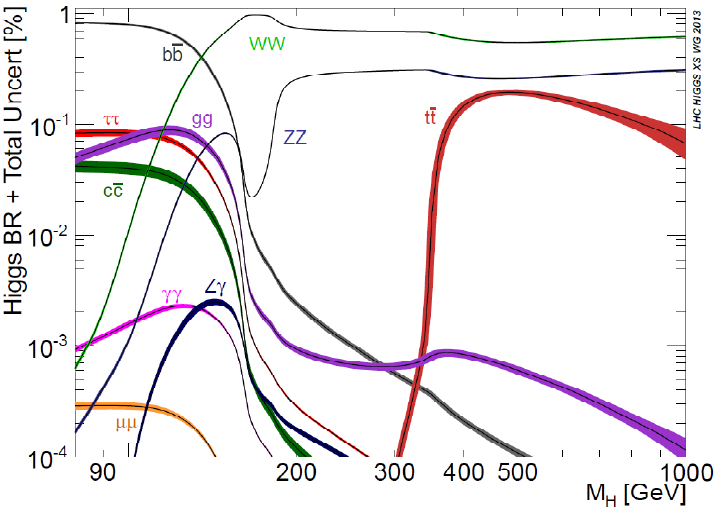 Higgs BR + Total Uncert [%]
1
10⁻¹
10⁻²
10⁻³
10⁻⁴
bb̄
WW
ττ
gg
ZZ
tt̄
cc̄
γγ
Zγ
μμ
90
200
300
400
500
1000
M_H [GeV]
LHC HIGGS XS WG 2013